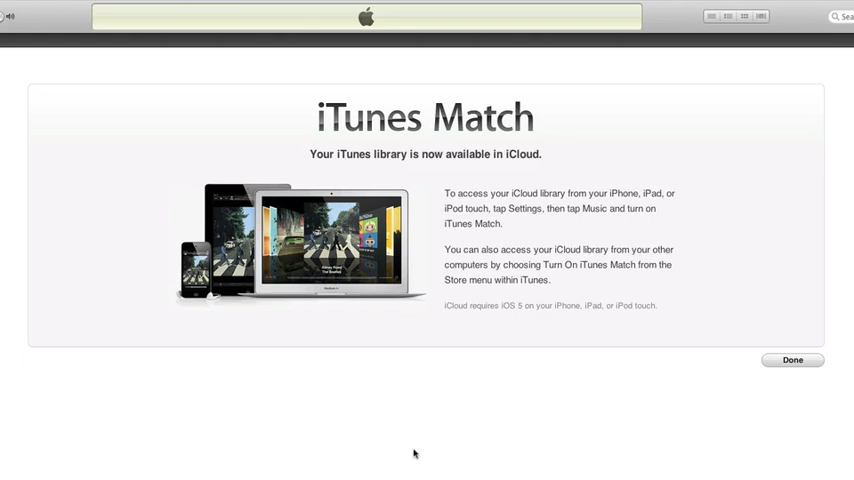 Sea
iTunes Match
Your iTunes library is now available in iCloud.
To access your iCloud library from your iPhone, iPad, or
iPod touch, tap Settings, then tap Music and turn on
iTunes Match.
You can also access your iCloud library from your other
computers by choosing Turn On iTunes Match from the
Store menu within iTunes.
iCloud requires iOS 5 on your iPhone, iPad, or iPod touch.
Done